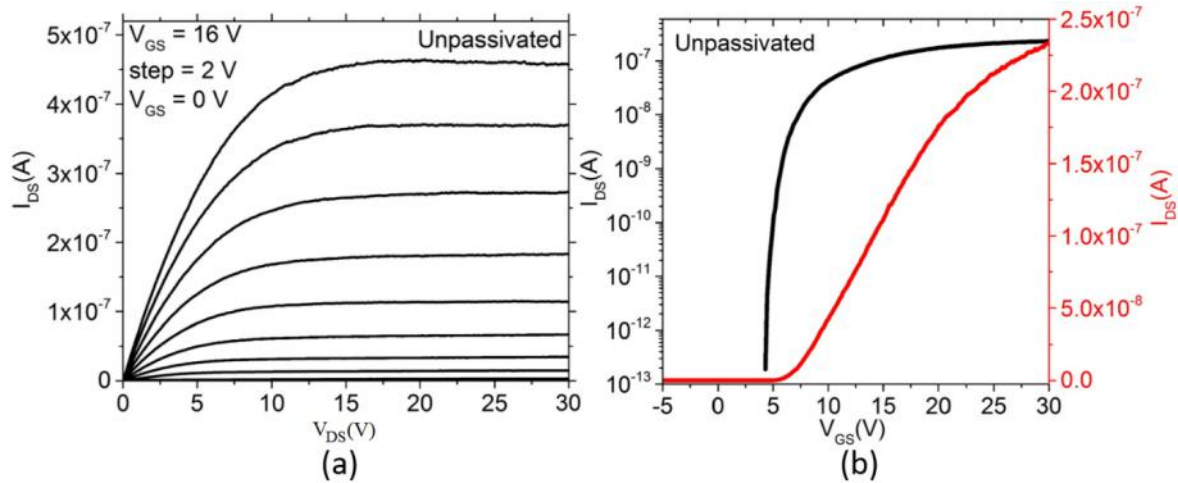 V_GS = 16 V
step = 2 V
V_GS = 0 V
Unpassivated
5x10^-7
4x10^-7
3x10^-7
2x10^-7
1x10^-7
0
I_DS(A)
0 5 10 15 20 25 30
V_DS(V)
(a)
Unpassivated
10^-7
10^-8
10^-9
10^-10
10^-11
10^-12
10^-13
I_DS(A)
2.5x10^-7
2.0x10^-7
1.5x10^-7
1.0x10^-7
5.0x10^-8
0.0
I_DS(A)
-5 0 5 10 15 20 25 30
V_GS(V)
(b)